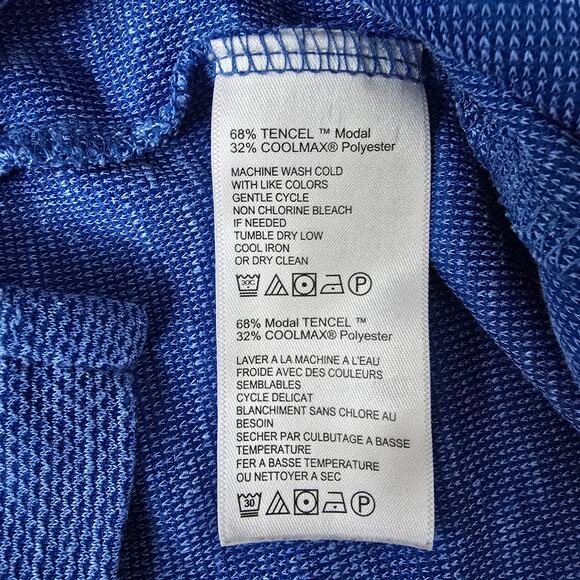 68% TENCEL ™ Modal
32% COOLMAX® Polyester
MACHINE WASH COLD
WITH LIKE COLORS
GENTLE CYCLE
NON CHLORINE BLEACH
IF NEEDED
TUMBLE DRY LOW
COOL IRON
OR DRY CLEAN
30C P
68% Modal TENCEL ™
32% COOLMAX® Polyester
LAVER A LA MACHINE A L'EAU
FROIDE AVEC DES COULEURS
SEMBLABLES
CYCLE DELICAT
BLANCHIMENT SANS CHLORE AU
BESOIN
SECHER PAR CULBUTAGE A BASSE
TEMPERATURE
FER A BASSE TEMPERATURE
OU NETTOYER A SEC
30 P